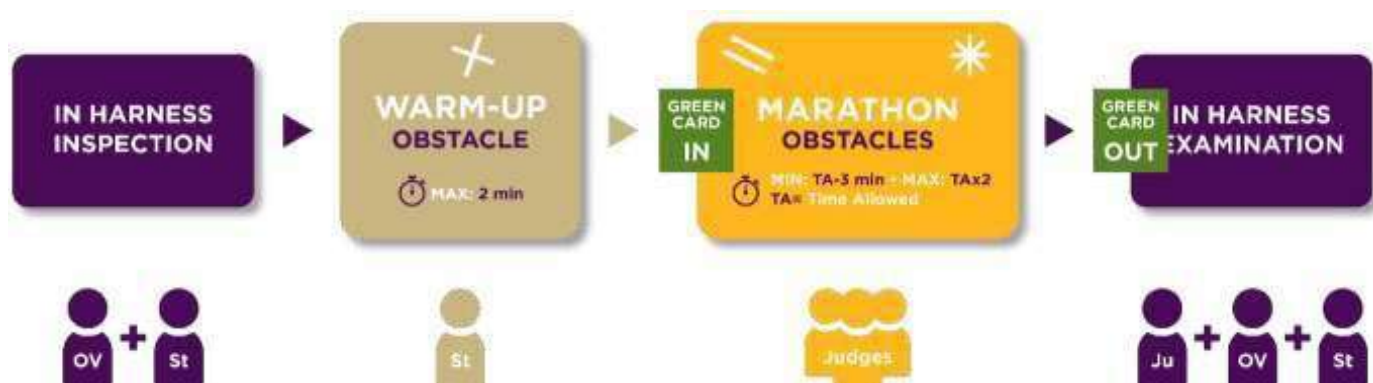 IN HARNESS
INSPECTION
WARM-UP
OBSTACLE
MAX: 2 min
GREEN
CARD
IN
MARATHON
OBSTACLES
MIN: TA-3 min - MAX: TAx2
TA= Time Allowed
GREEN
CARD
OUT
IN HARNESS
EXAMINATION
OV + St
St
Judges
Ju + OV + St